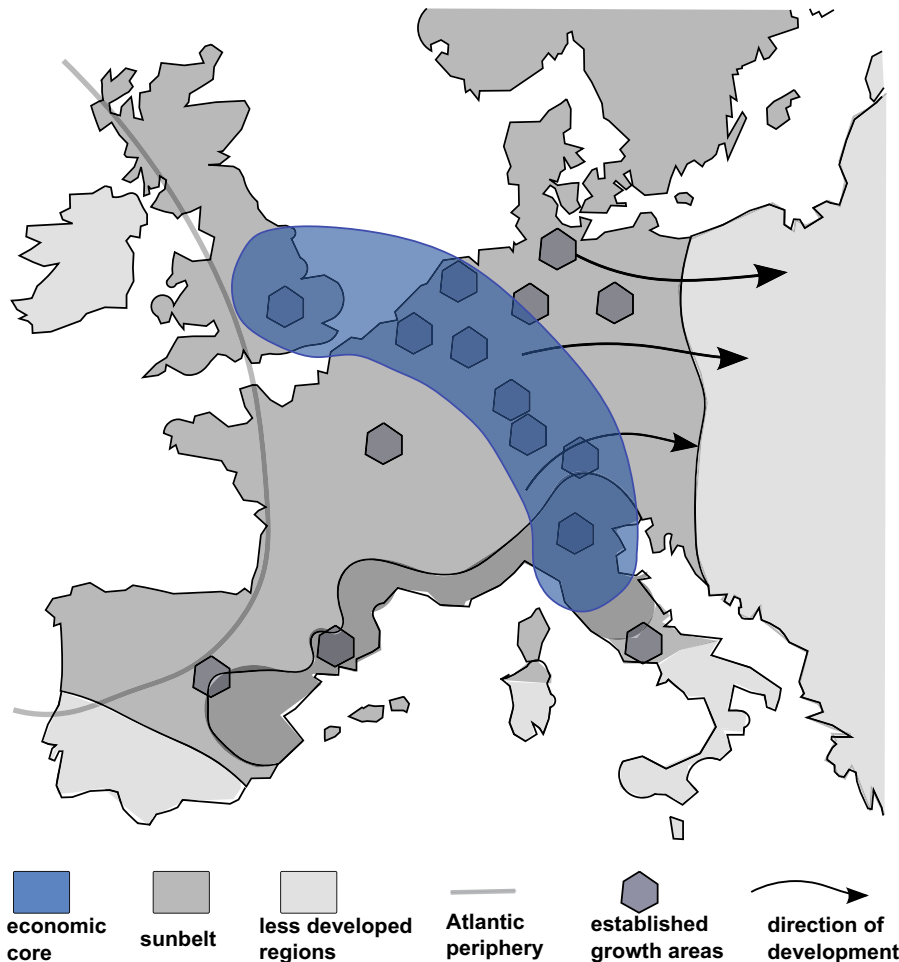 economic
core
sunbelt
less developed
regions
Atlantic
periphery
established
growth areas
direction of
development